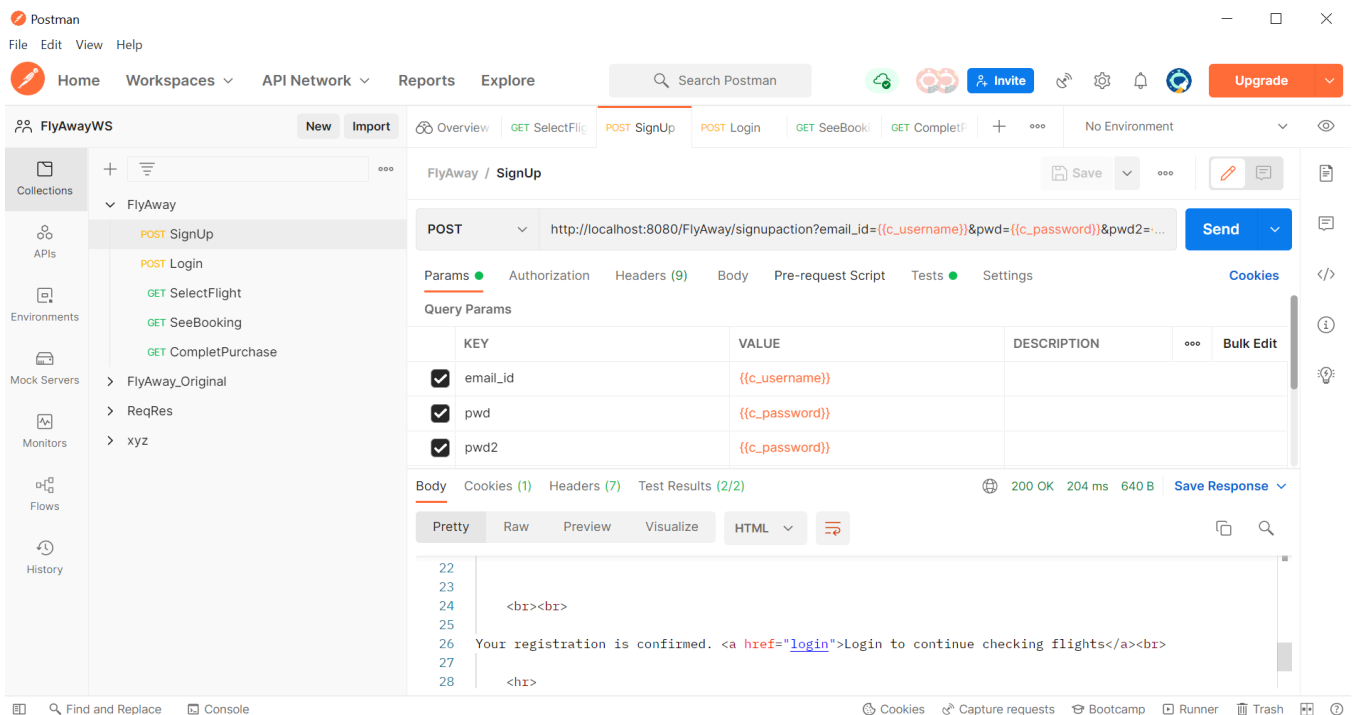 Postman
File Edit View Help
Home Workspaces API Network Reports Explore Search Postman Invite Upgrade
FlyAwayWS New Import Overview GET SelectFlig POST SignUp POST Login GET SeeBooki GET CompletP No Environment
Collections
APIs
Environments
Mock Servers
Monitors
Flows
History
FlyAway
POST SignUp
POST Login
GET SelectFlight
GET SeeBooking
GET CompletPurchase
FlyAway_Original
ReqRes
xyz
FlyAway / SignUp Save
POST http://localhost:8080/FlyAway/signupaction?email_id={{c_username}}&pwd={{c_password}}&pwd2=... Send
Params Authorization Headers (9) Body Pre-request Script Tests Settings Cookies
Query Params
KEY VALUE DESCRIPTION Bulk Edit
email_id {{c_username}}
pwd {{c_password}}
pwd2 {{c_password}}
Body Cookies (1) Headers (7) Test Results (2/2) 200 OK 204 ms 640 B Save Response
Pretty Raw Preview Visualize HTML
22
23
24 <br><br>
25
26 Your registration is confirmed. <a href="login">Login to continue checking flights</a><br>
27
28 <hr>
Find and Replace Console Cookies Capture requests Bootcamp Runner Trash